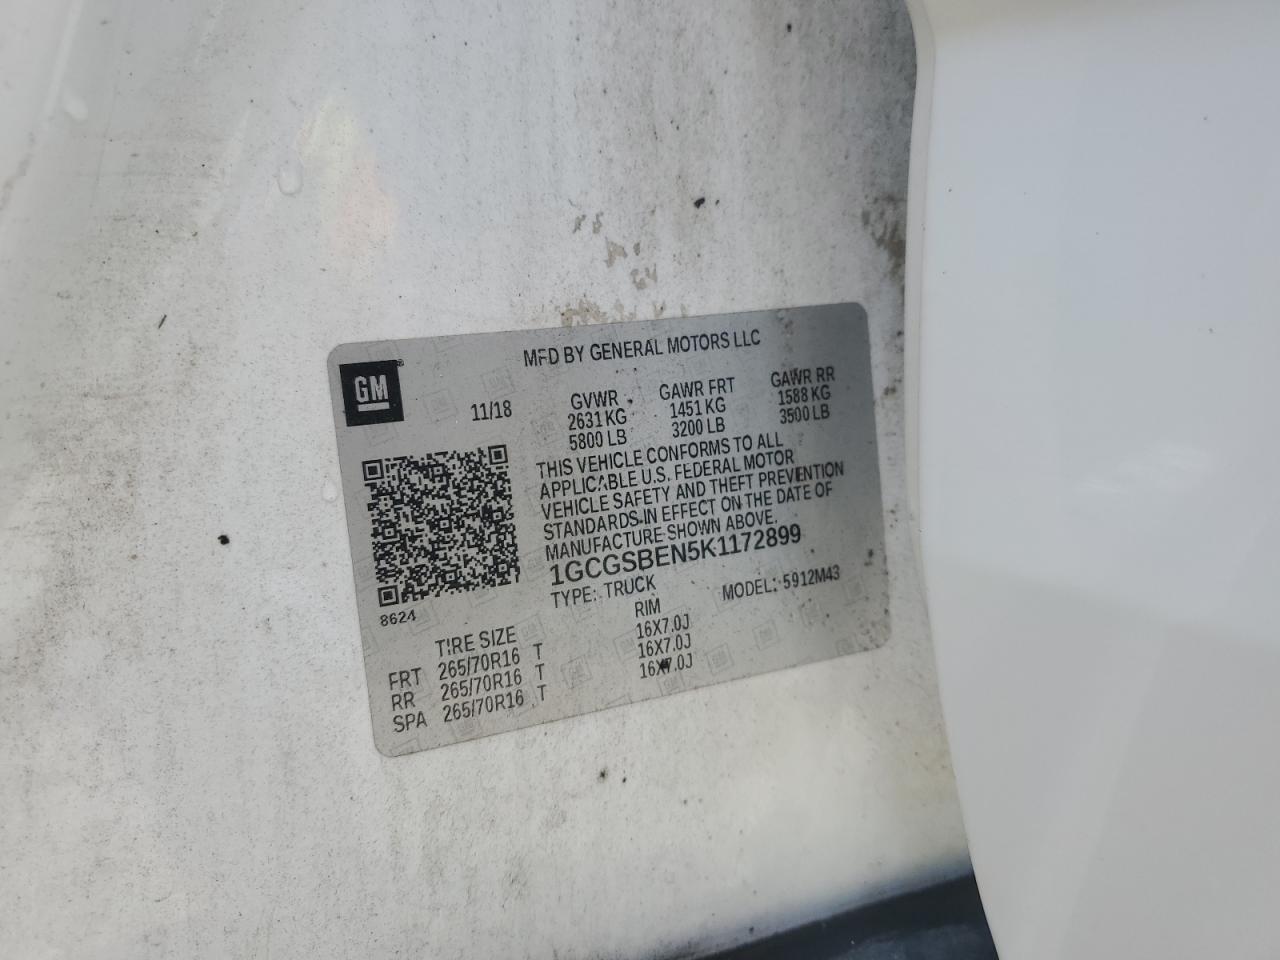 MFD BY GENERAL MOTORS LLC
GM
11/18
GVWR GAWR FRT GAWR RR
2631 KG 1451 KG 1588 KG
5800 LB 3200 LB 3500 LB
THIS VEHICLE CONFORMS TO ALL
APPLICABLE U.S. FEDERAL MOTOR
VEHICLE SAFETY AND THEFT PREVENTION
STANDARDS IN EFFECT ON THE DATE OF
MANUFACTURE SHOWN ABOVE.
1GCGSBEN5K1172899
TYPE: TRUCK MODEL: 5912M43
8624
TIRE SIZE RIM
FRT 265/70R16 T 16X7.0J
RR 265/70R16 T 16X7.0J
SPA 265/70R16 T 16X7.0J